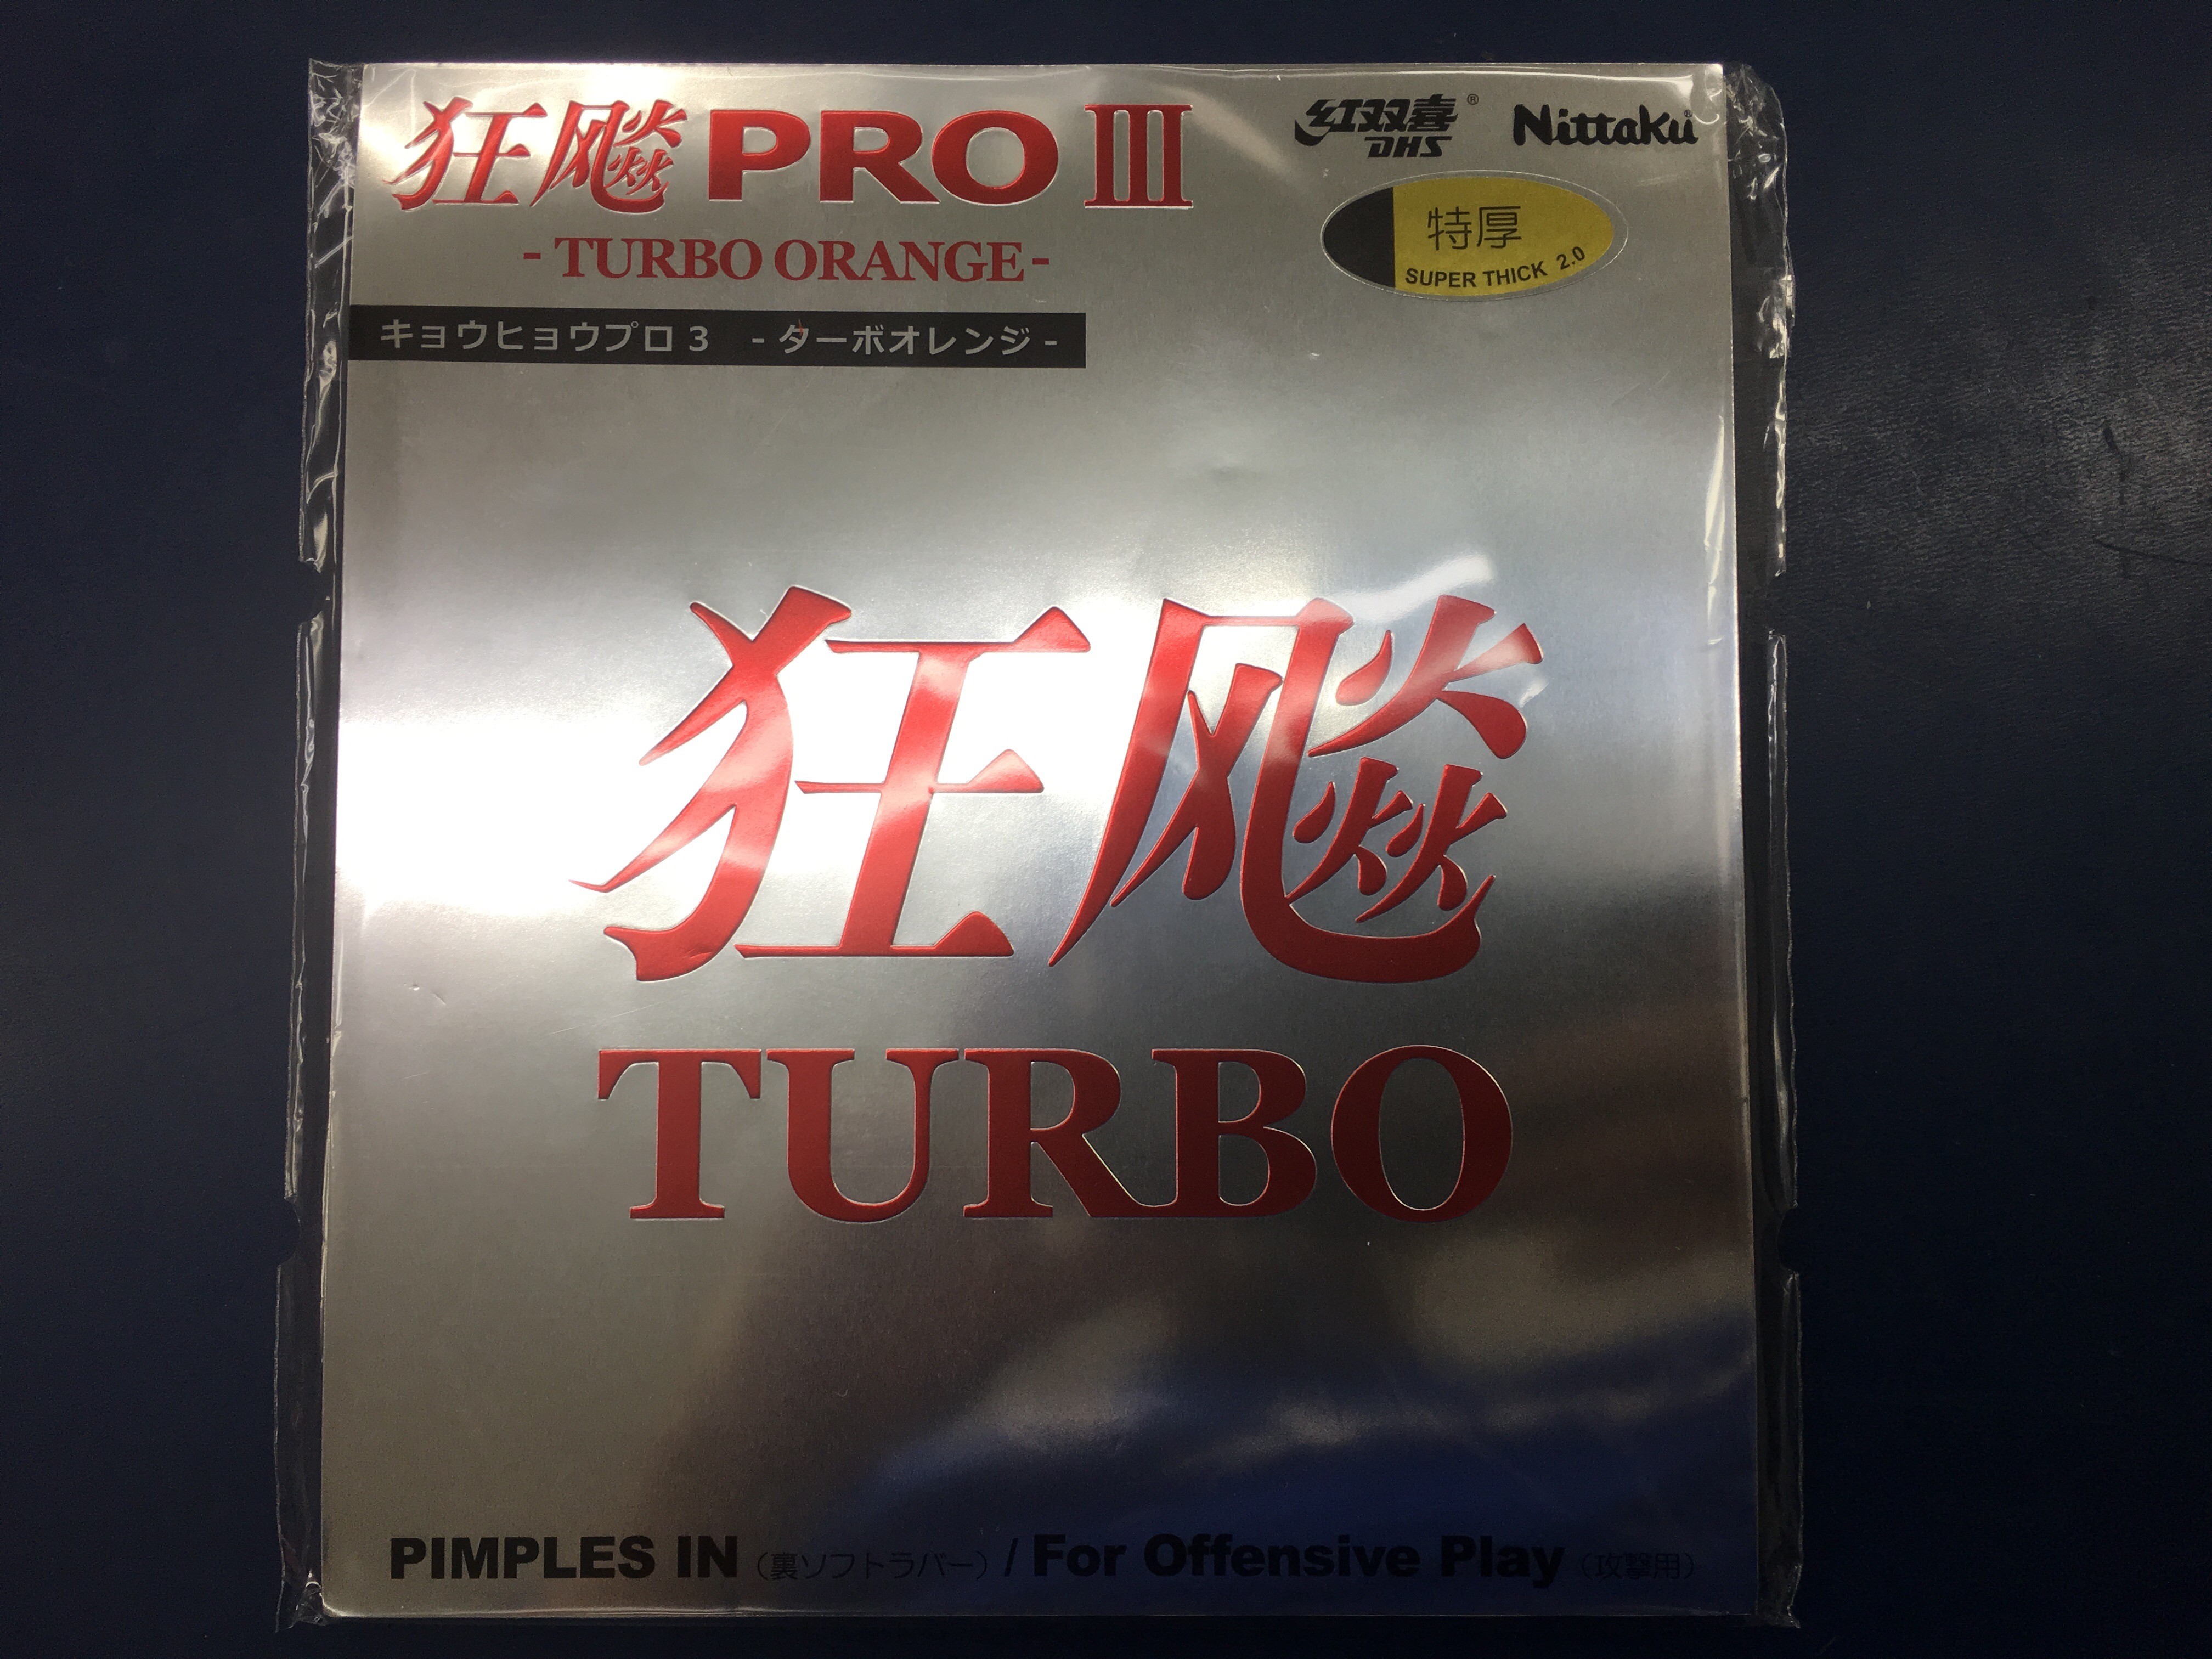 狂飚 PRO III
红双喜®
DHS
Nittaku®
- TURBO ORANGE -
特厚
SUPER THICK 2.0
キョウヒョウプロ3 -ターボオレンジ-
狂飚
TURBO
PIMPLES IN (裏ソフトラバー) / For Offensive Play (攻撃用)